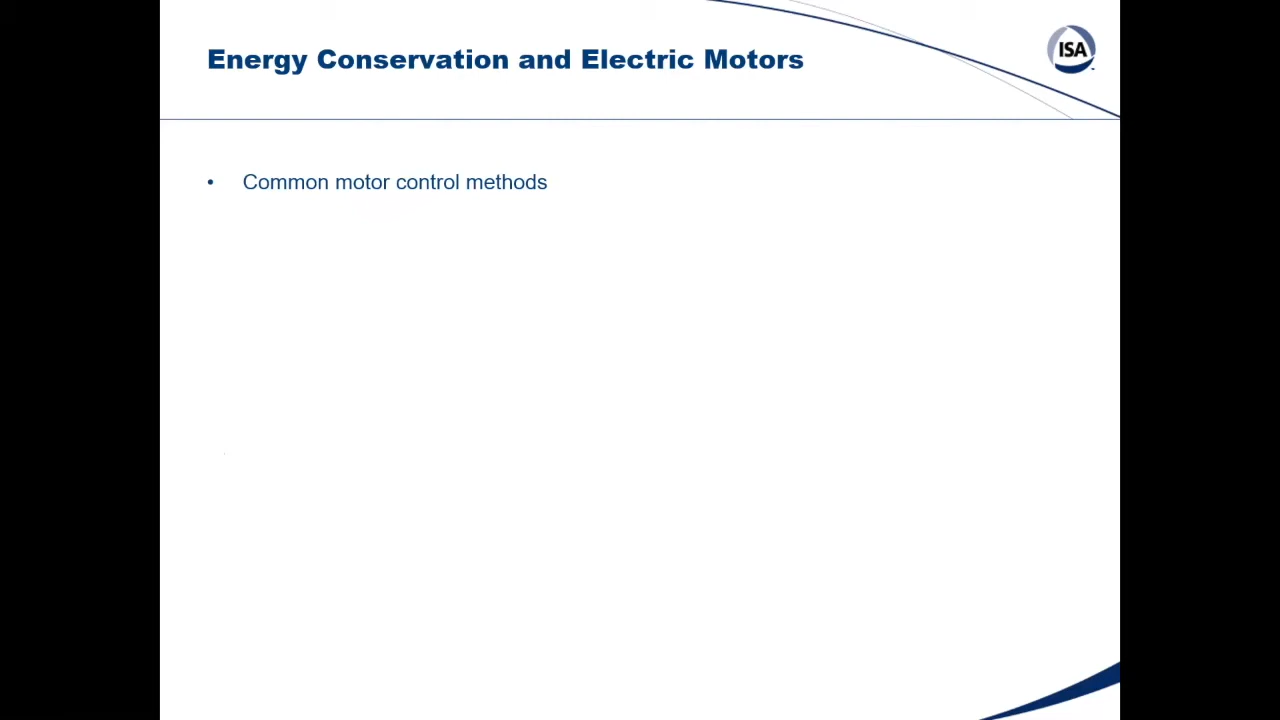 Energy Conservation and Electric Motors
ISA
• Common motor control methods